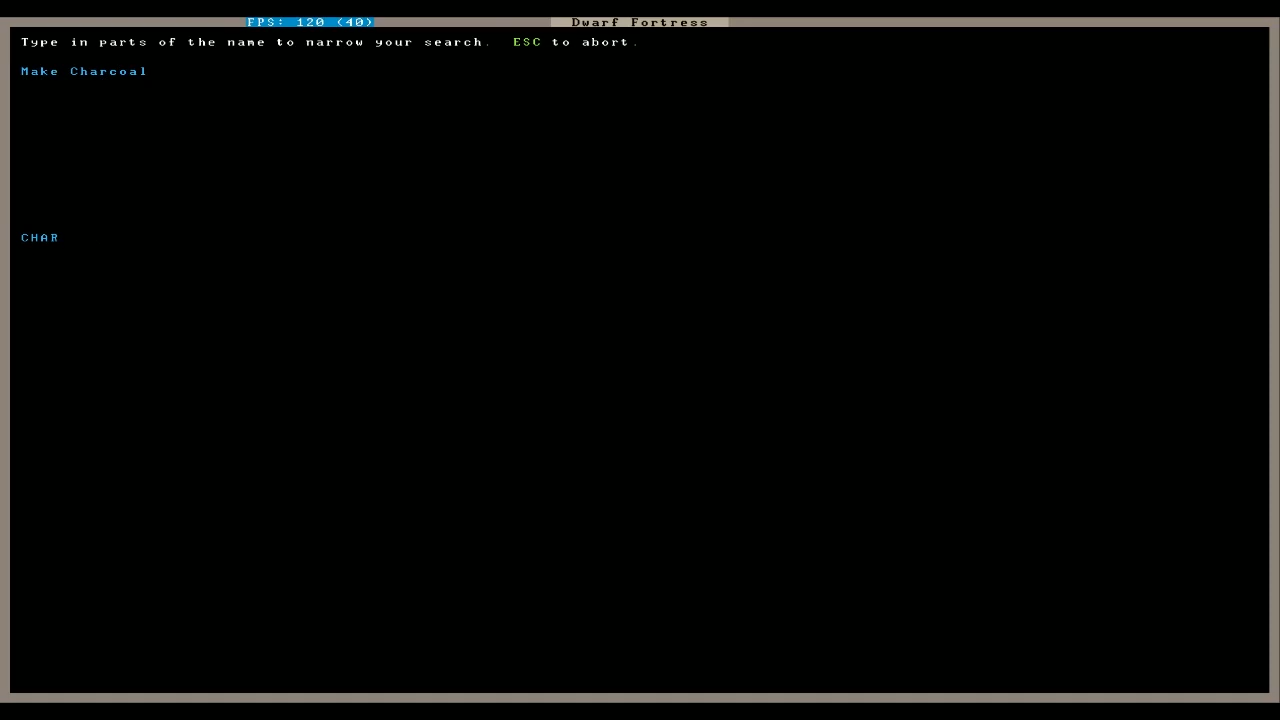 FPS: 120 (40) Dwarf Fortress
Type in parts of the name to narrow your search. ESC to abort.
Make Charcoal
CHAR